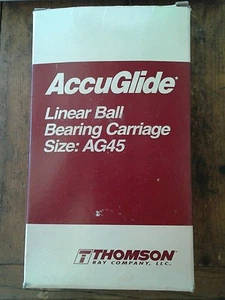 AccuGlide®
Linear Ball
Bearing Carriage
Size: AG45
THOMSON
BAY COMPANY, LLC.